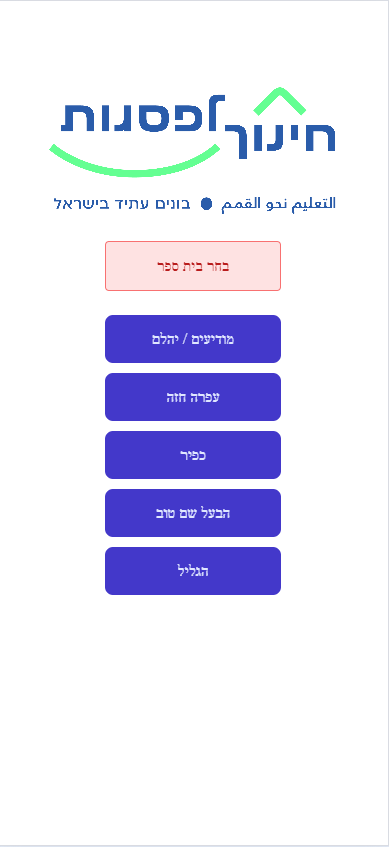 חינוך לפסגות
التعليم نحو القمم ● בונים עתיד בישראל
בחר בית ספר
מודיעים / יהלם
עפרה חזה
כפיר
הבעל שם טוב
הגליל